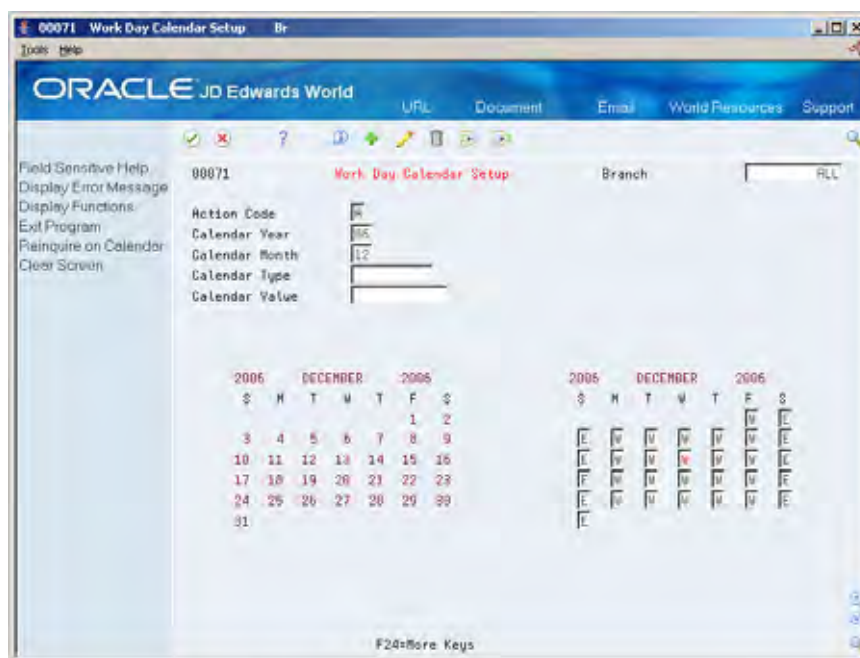 00071 Work Day Calendar Setup Br
Tools Help
ORACLE JD Edwards World
URL Document Email World Resources Support
Field Sensitive Help
Display Error Message
Display Functions
Exit Program
Reinquire on Calendar
Clear Screen
00071 Work Day Calendar Setup Branch ALL
Action Code
Calendar Year 06
Calendar Month 12
Calendar Type
Calendar Value
2006 DECEMBER 2006
S M T W T F S
1 2
3 4 5 6 7 8 9
10 11 12 13 14 15 16
17 18 19 20 21 22 23
24 25 26 27 28 29 30
31
2006 DECEMBER 2006
S M T W T F S
W E
E W W W W W E
E W W W W W E
E W W W W W E
E W W W W W E
E
F24=More Keys